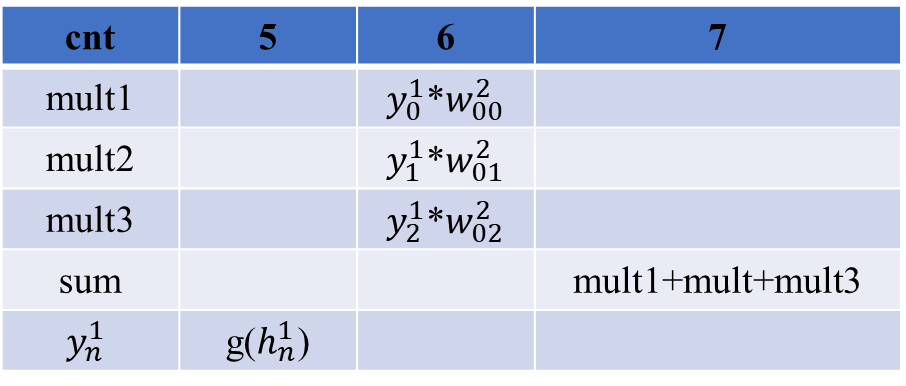 cnt 5 6 7
mult1 $y_0^1 * w_{00}^2$
mult2 $y_1^1 * w_{01}^2$
mult3 $y_2^1 * w_{02}^2$
sum mult1+mult+mult3
$y_n^1$ g($h_n^1$)